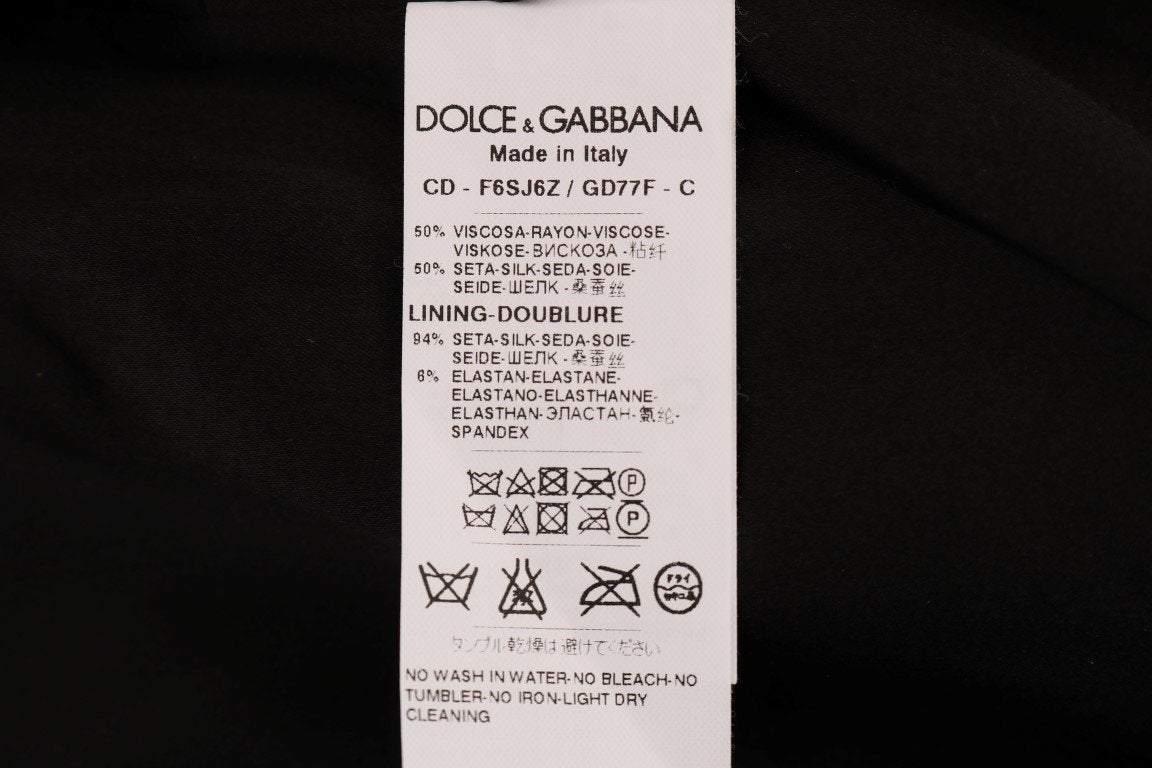 DOLCE & GABBANA
Made in Italy
CD - F6SJ6Z / GD77F - C
50% VISCOSA-RAYON-VISCOSE-
VISKOSE-ВИСКОЗА -粘纤
50% SETA-SILK-SEDA-SOIE-
SEIDE-ШЕЛК -桑蚕丝
LINING-DOUBLURE
94% SETA-SILK-SEDA-SOIE-
SEIDE-ШЕЛК -桑蚕丝
6% ELASTAN-ELASTANE-
ELASTANO-ELASTHANNE-
ELASTHAN-ЭЛАСТАН-氨纶-
SPANDEX
P
P
ドライ
タンブル乾燥は避けてください
NO WASH IN WATER-NO BLEACH-NO
TUMBLER-NO IRON-LIGHT DRY
CLEANING